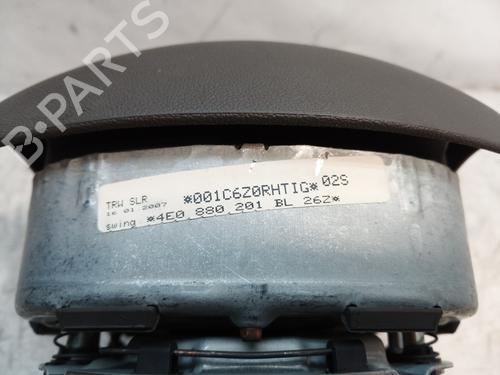 B-PARTS
TRW SLR *001C6Z0RHTIG* 02S
16 01 2007
swing *4E0 880 201 BL 26Z*